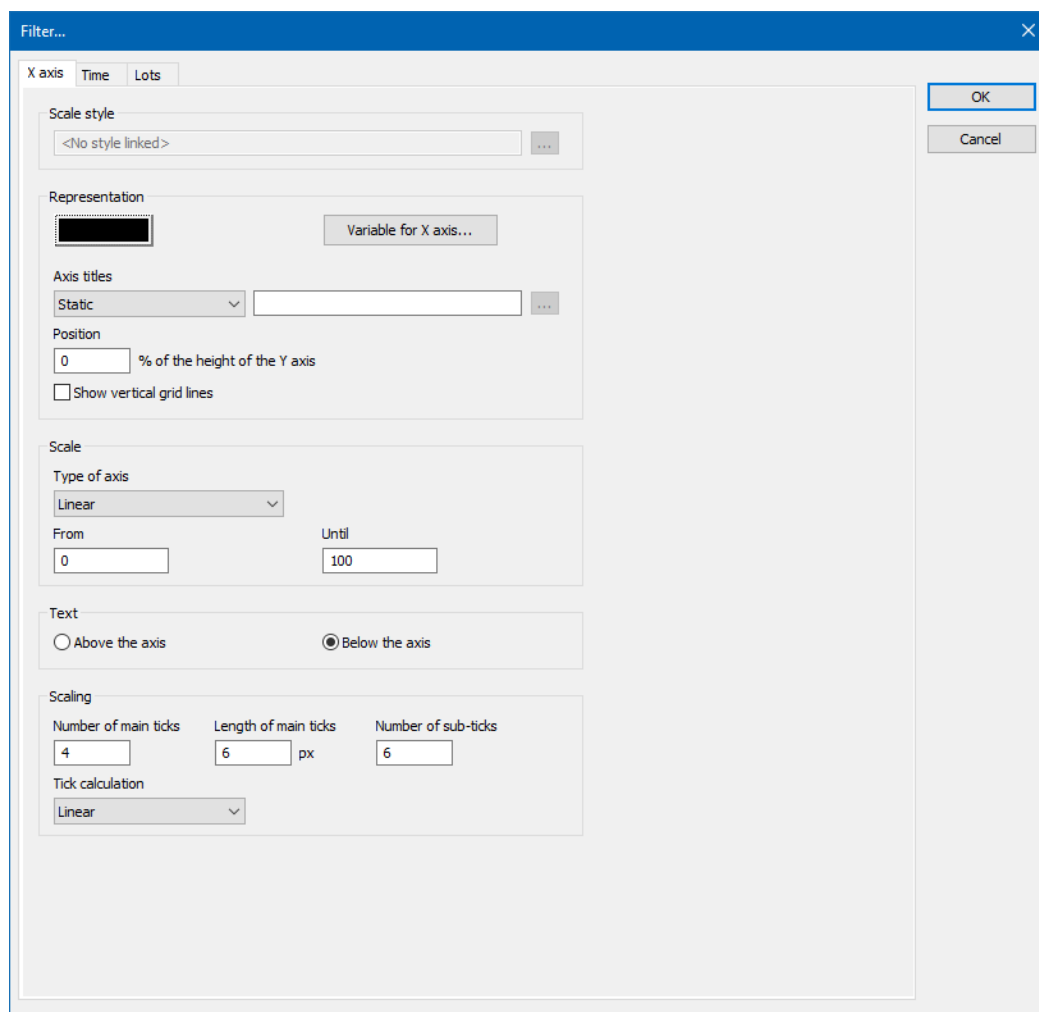 Filter...
X axis Time Lots
OK
Cancel
Scale style
<No style linked> ...
Representation
Variable for X axis...
Axis titles
Static ...
Position
0 % of the height of the Y axis
Show vertical grid lines
Scale
Type of axis
Linear
From Until
0 100
Text
Above the axis Below the axis
Scaling
Number of main ticks Length of main ticks Number of sub-ticks
4 6 px 6
Tick calculation
Linear